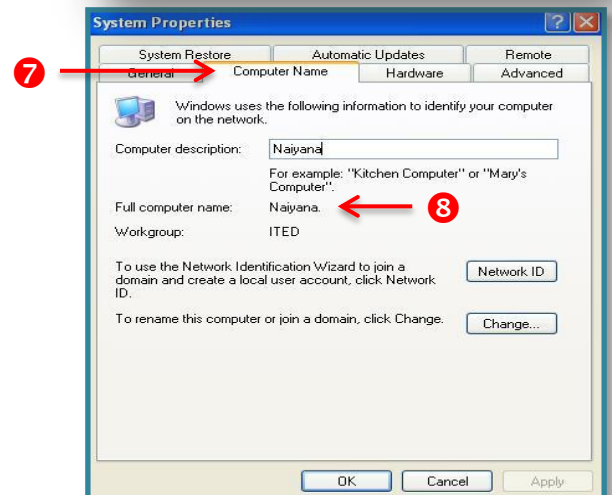 System Properties
System Restore Automatic Updates Remote
General Computer Name Hardware Advanced
7
Windows uses the following information to identify your computer
on the network.
Computer description: Naiyana
For example: "Kitchen Computer" or "Mary's
Computer".
Full computer name: Naiyana.
8
Workgroup: ITED
To use the Network Identification Wizard to join a
domain and create a local user account, click Network
ID.
Network ID
To rename this computer or join a domain, click Change.
Change...
OK Cancel Apply